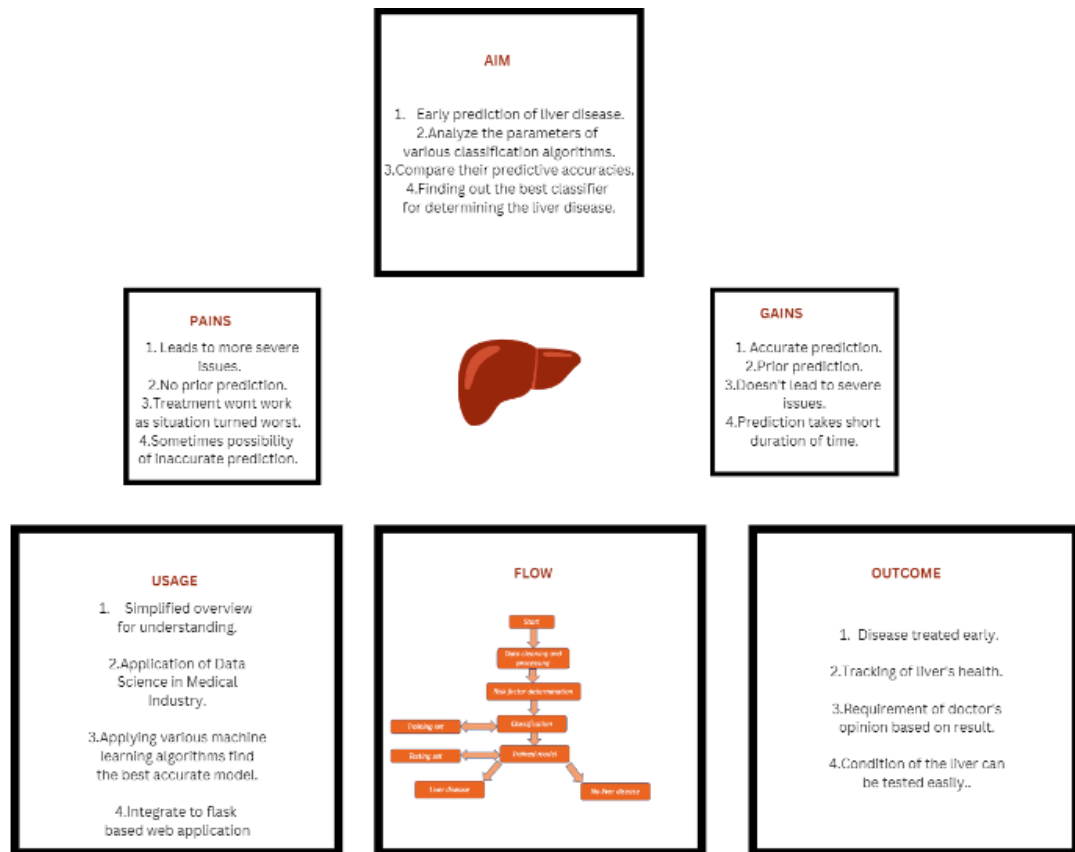 AIM
1. Early prediction of liver disease.
2.Analyze the parameters of
various classification algorithms.
3.Compare their predictive accuracies.
4.Finding out the best classifier
for determining the liver disease.
PAINS
1. Leads to more severe
issues.
2.No prior prediction.
3.Treatment wont work
as situation turned worst.
4.Sometimes possibility
of inaccurate prediction.
GAINS
1. Accurate prediction.
2.Prior prediction.
3.Doesn't lead to severe
issues.
4.Prediction takes short
duration of time.
USAGE
1. Simplified overview
for understanding.
2.Application of Data
Science in Medical
Industry.
3.Applying various machine
learning algorithms find
the best accurate model.
4.Integrate to flask
based web application
FLOW
Start
Data cleaning and
processing
Risk factor determination
Training set
Classification
Testing set
Trained model
Liver disease
No liver disease
OUTCOME
1. Disease treated early.
2.Tracking of liver's health.
3.Requirement of doctor's
opinion based on result.
4.Condition of the liver can
be tested easily..